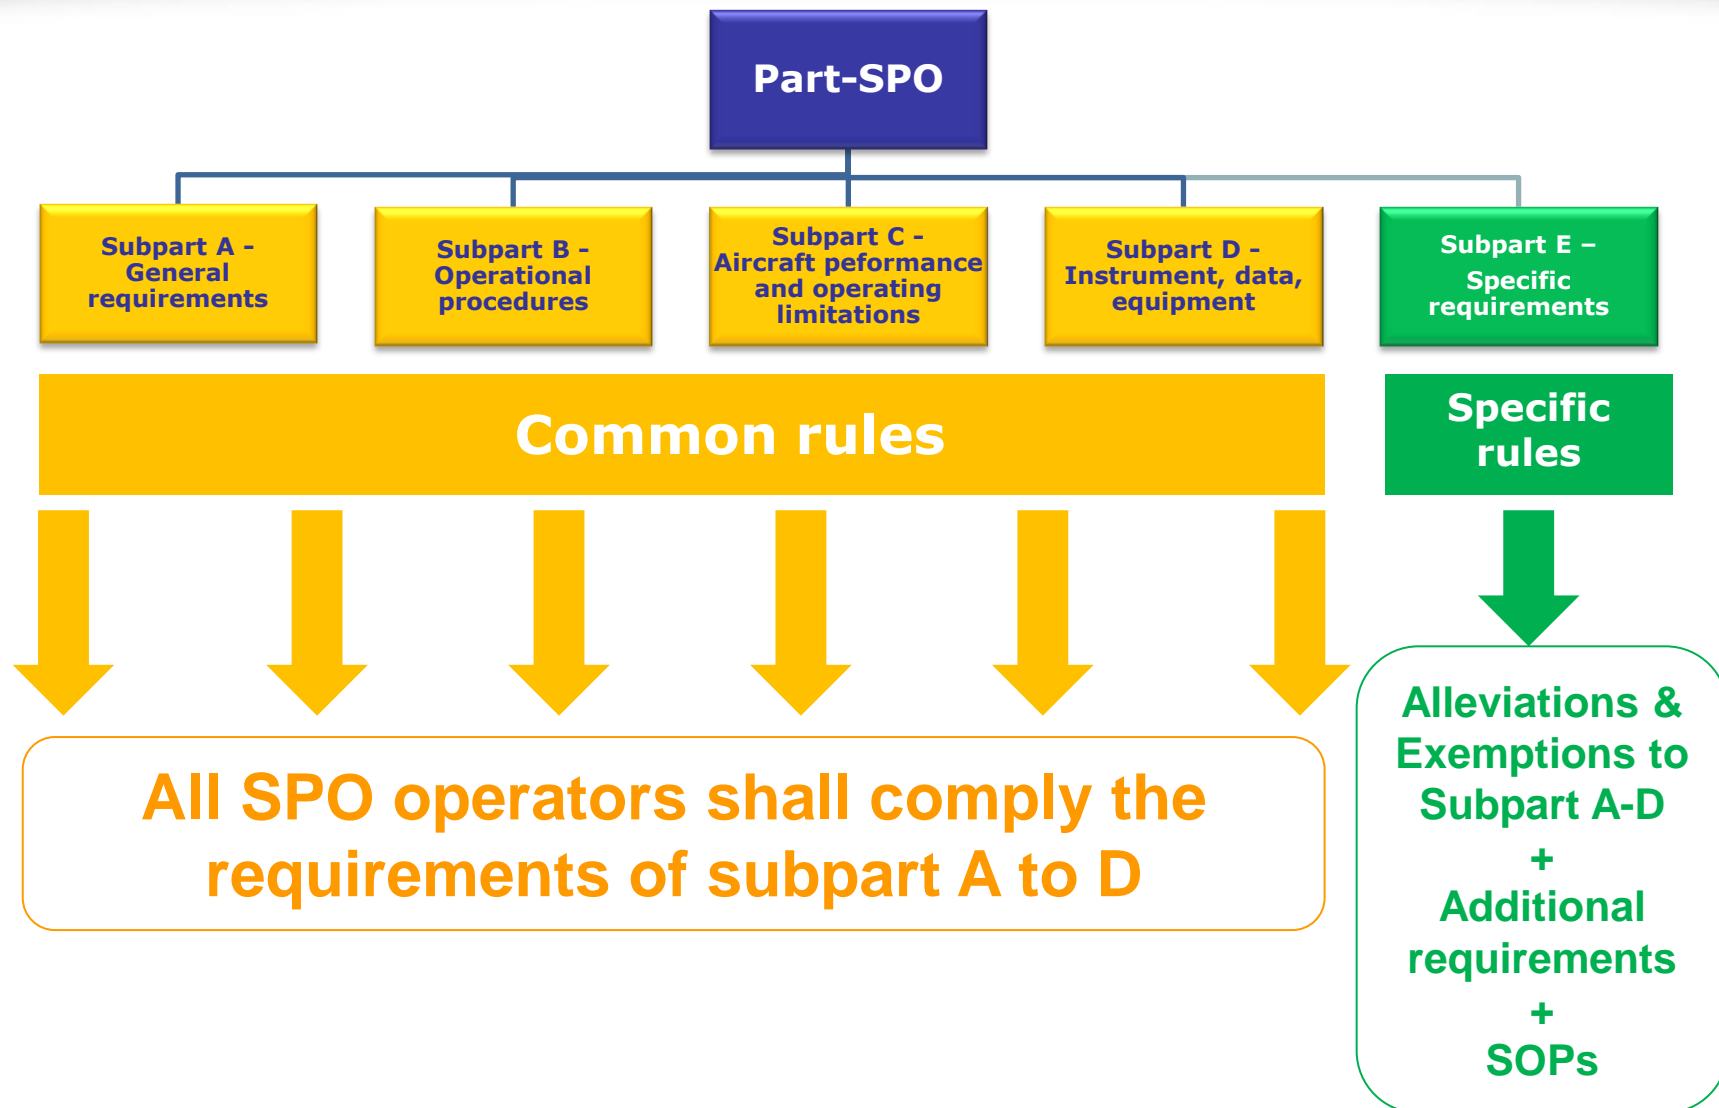 Part-SPO
Subpart A –
General
requirements
Subpart B –
Operational
procedures
Subpart C –
Aircraft peformance
and operating
limitations
Subpart D –
Instrument, data,
equipment
Subpart E –
Specific
requirements
Common rules
Specific
rules
All SPO operators shall comply the
requirements of subpart A to D
Alleviations &
Exemptions to
Subpart A-D
+
Additional
requirements
+
SOPs